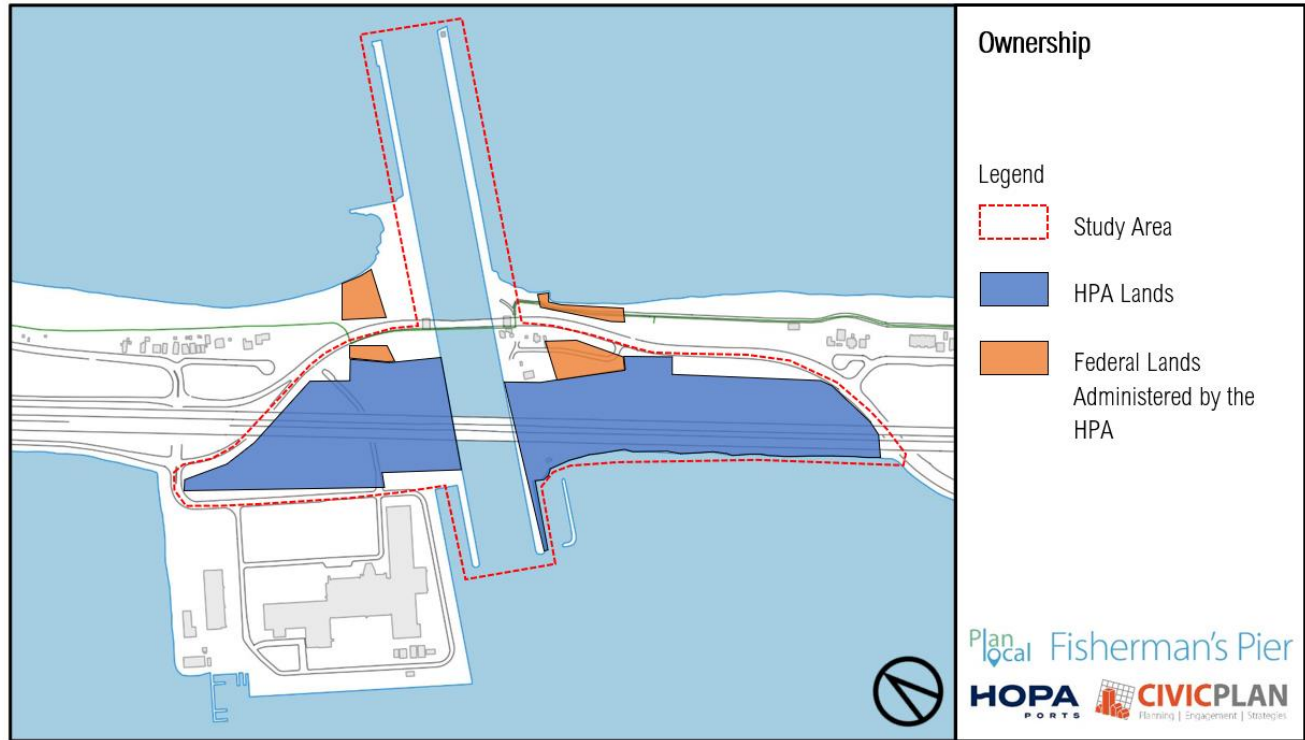 Ownership
Legend
Study Area
HPA Lands
Federal Lands
Administered by the
HPA
Plan
Local
Fisherman's Pier
HOPA
PORTS
CIVICPLAN
Planning | Engagement | Strategies